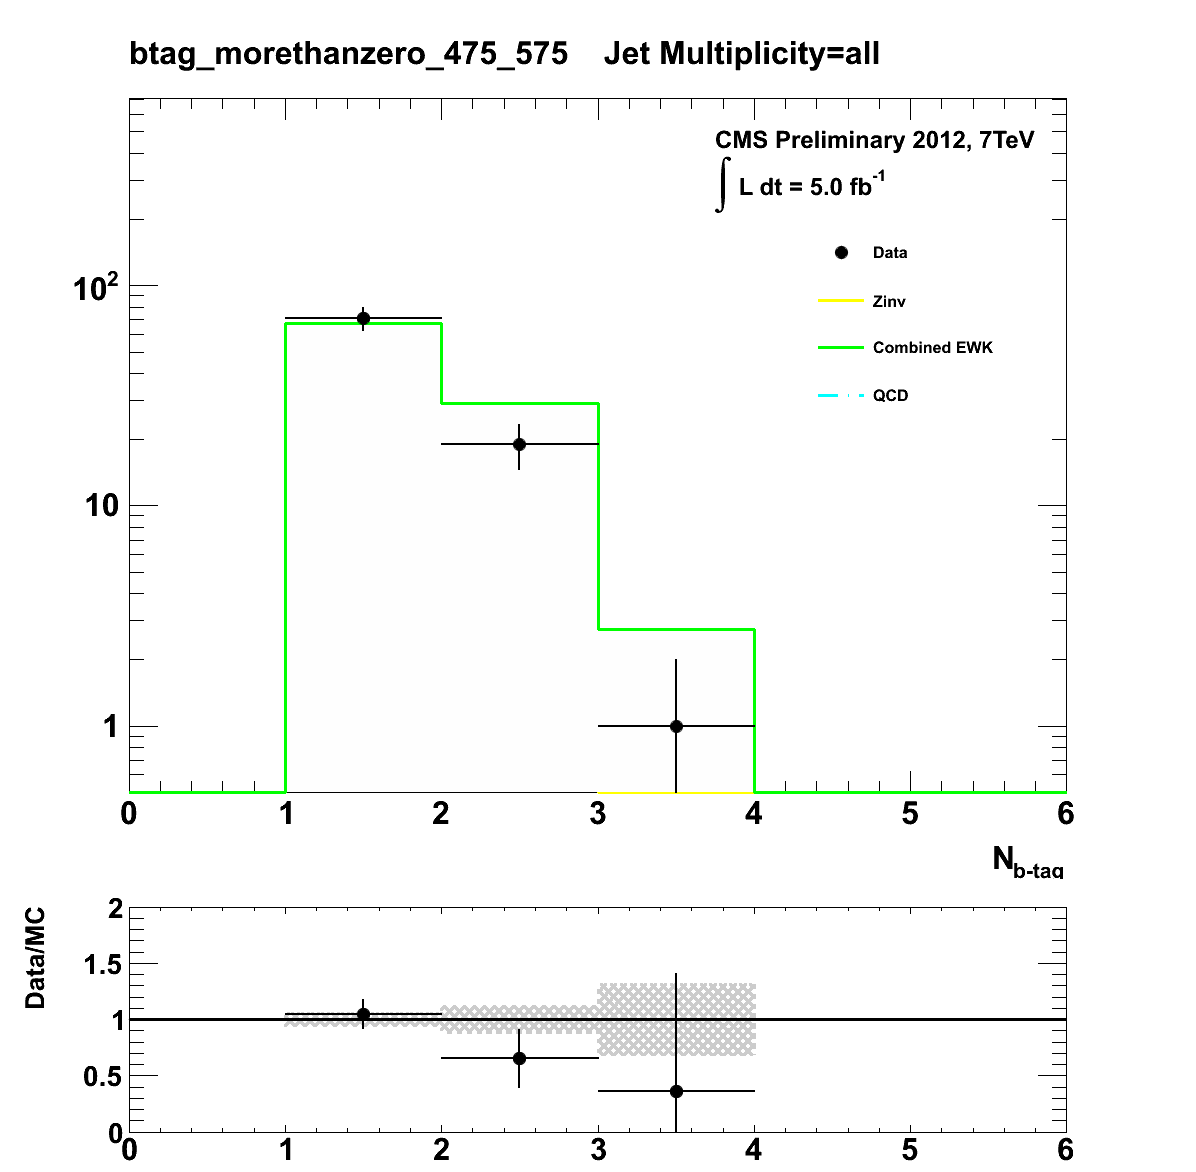 btag_morethanzero_475_575 Jet Multiplicity=all
CMS Preliminary 2012, 7TeV
∫ L dt = 5.0 fb⁻¹
Data
Zinv
Combined EWK
QCD
10²
10
1
0 1 2 3 4 5 6
N_b-tag
Data/MC
2
1.5
1
0.5
0
0 1 2 3 4 5 6